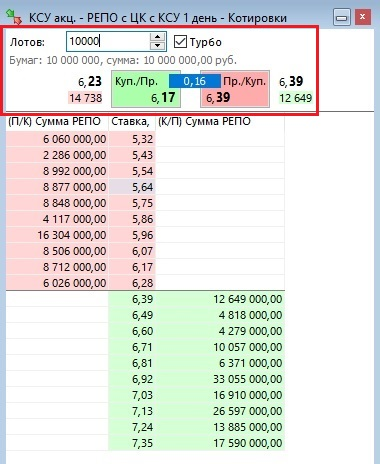 КСУ акц. - РЕПО с ЦК с КСУ 1 день - Котировки
Лотов: 10000 Турбо
Бумаг: 10 000 000, сумма: 10 000 000,00 руб.
6,23 Куп./Пр. 0,16 Пр./Куп. 6,39
14 738 6,17 6,39 12 649
(П/К) Сумма РЕПО Ставка, (К/П) Сумма РЕПО
6 060 000,00 5,32
2 286 000,00 5,43
8 992 000,00 5,54
8 877 000,00 5,64
8 848 000,00 5,75
4 117 000,00 5,86
16 304 000,00 5,96
8 506 000,00 6,07
8 712 000,00 6,17
6 026 000,00 6,28
6,39 12 649 000,00
6,49 4 818 000,00
6,60 4 279 000,00
6,71 10 057 000,00
6,81 6 371 000,00
6,92 33 055 000,00
7,03 16 910 000,00
7,13 26 597 000,00
7,24 13 885 000,00
7,35 17 590 000,00